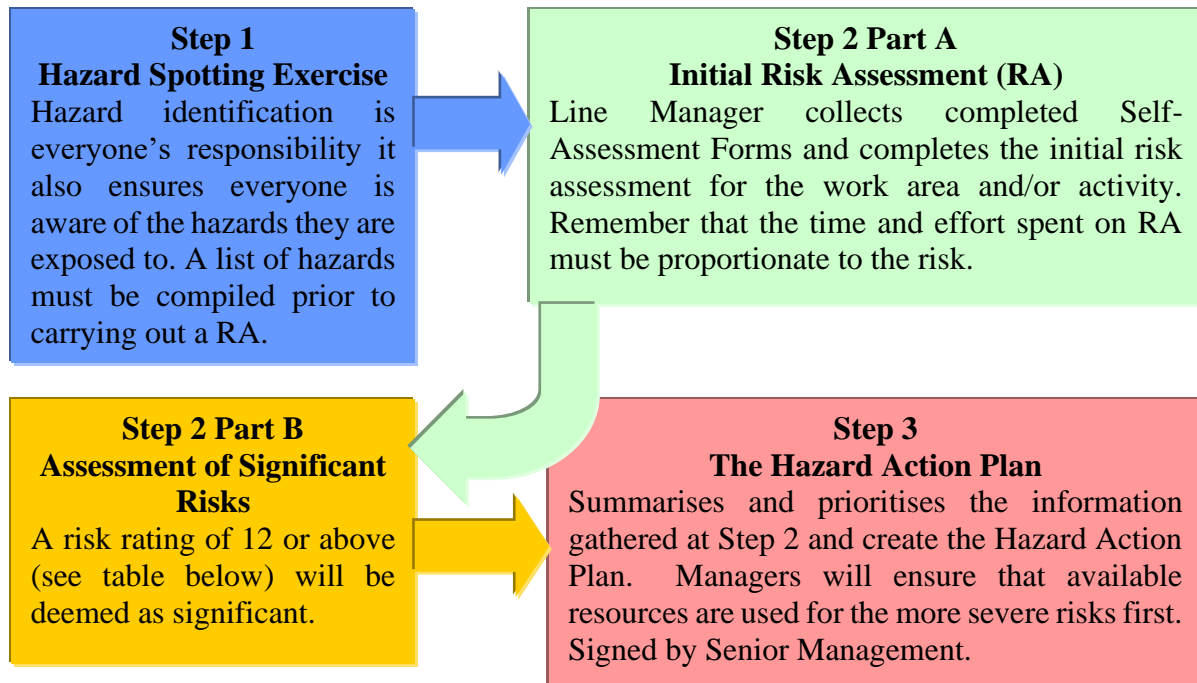 Step 1
Hazard Spotting Exercise
Hazard identification is
everyone’s responsibility it
also ensures everyone is
aware of the hazards they are
exposed to. A list of hazards
must be compiled prior to
carrying out a RA.
Step 2 Part A
Initial Risk Assessment (RA)
Line Manager collects completed Self-
Assessment Forms and completes the initial risk
assessment for the work area and/or activity.
Remember that the time and effort spent on RA
must be proportionate to the risk.
Step 2 Part B
Assessment of Significant
Risks
A risk rating of 12 or above
(see table below) will be
deemed as significant.
Step 3
The Hazard Action Plan
Summarises and prioritises the information
gathered at Step 2 and create the Hazard Action
Plan. Managers will ensure that available
resources are used for the more severe risks first.
Signed by Senior Management.